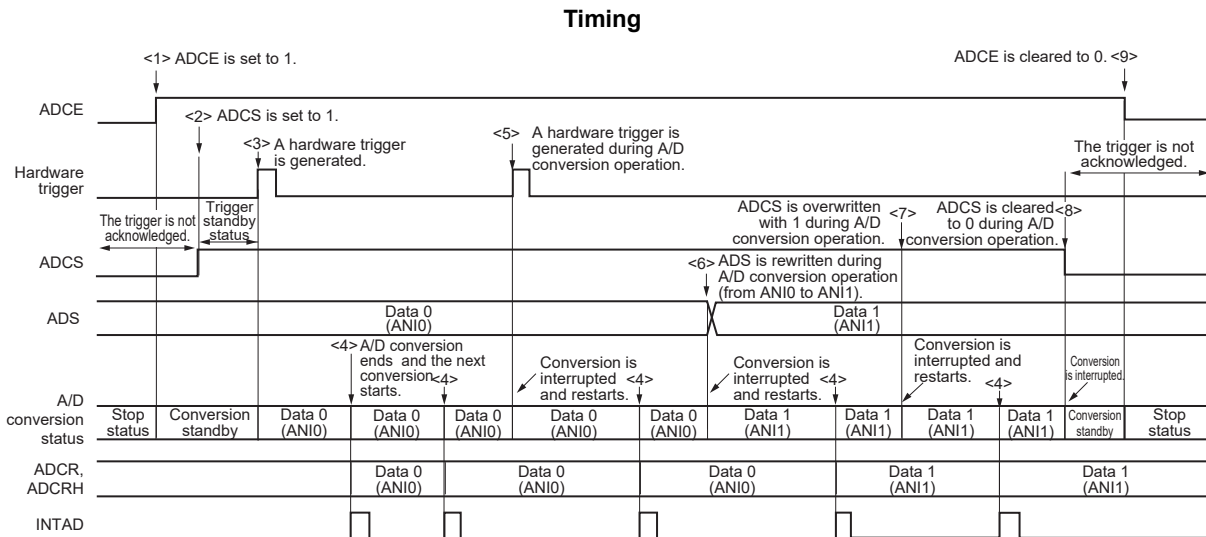 Timing
<1> ADCE is set to 1.
ADCE is cleared to 0. <9>
ADCE
<2> ADCS is set to 1.
<3> A hardware trigger
is generated.
<5> A hardware trigger is
generated during A/D
conversion operation.
The trigger is not
acknowledged.
Hardware
trigger
The trigger is not
acknowledged.
Trigger
standby
status
ADCS is overwritten
with 1 during A/D
conversion operation.
<7>
ADCS is cleared
to 0 during A/D
conversion operation.
<8>
ADCS
<6> ADS is rewritten during
A/D conversion operation
(from ANI0 to ANI1).
ADS
Data 0
(ANI0)
Data 1
(ANI1)
<4> A/D conversion
ends and the next
conversion
starts.
<4>
Conversion is
interrupted
and restarts.
<4>
Conversion is
interrupted
and restarts.
<4>
Conversion is
interrupted and
restarts.
<4>
Conversion
is interrupted.
A/D
conversion
status
Stop
status
Conversion
standby
Data 0
(ANI0)
Data 0
(ANI0)
Data 0
(ANI0)
Data 0
(ANI0)
Data 0
(ANI0)
Data 1
(ANI1)
Data 1
(ANI1)
Data 1
(ANI1)
Data 1
(ANI1)
Conversion
standby
Stop
status
ADCR,
ADCRH
Data 0
(ANI0)
Data 0
(ANI0)
Data 0
(ANI0)
Data 1
(ANI1)
Data 1
(ANI1)
INTAD